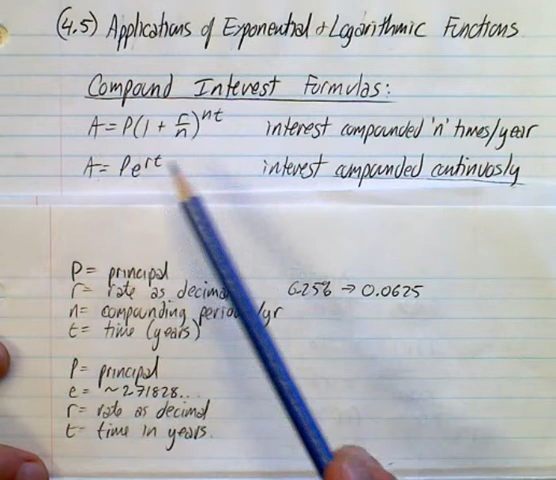 (4.5) Applications of Exponential + Logarithmic Functions
Compound Interest Formulas:
A = P(1 + r/n)^nt interest compounded 'n' times/year
A = Pe^rt interest compounded continuosly
P = principal
r = rate as decimal 6.25% → 0.0625
n = compounding period /yr
t = time (years)
P = principal
e = ~2.71828...
r = rate as decimal
t = time in years.